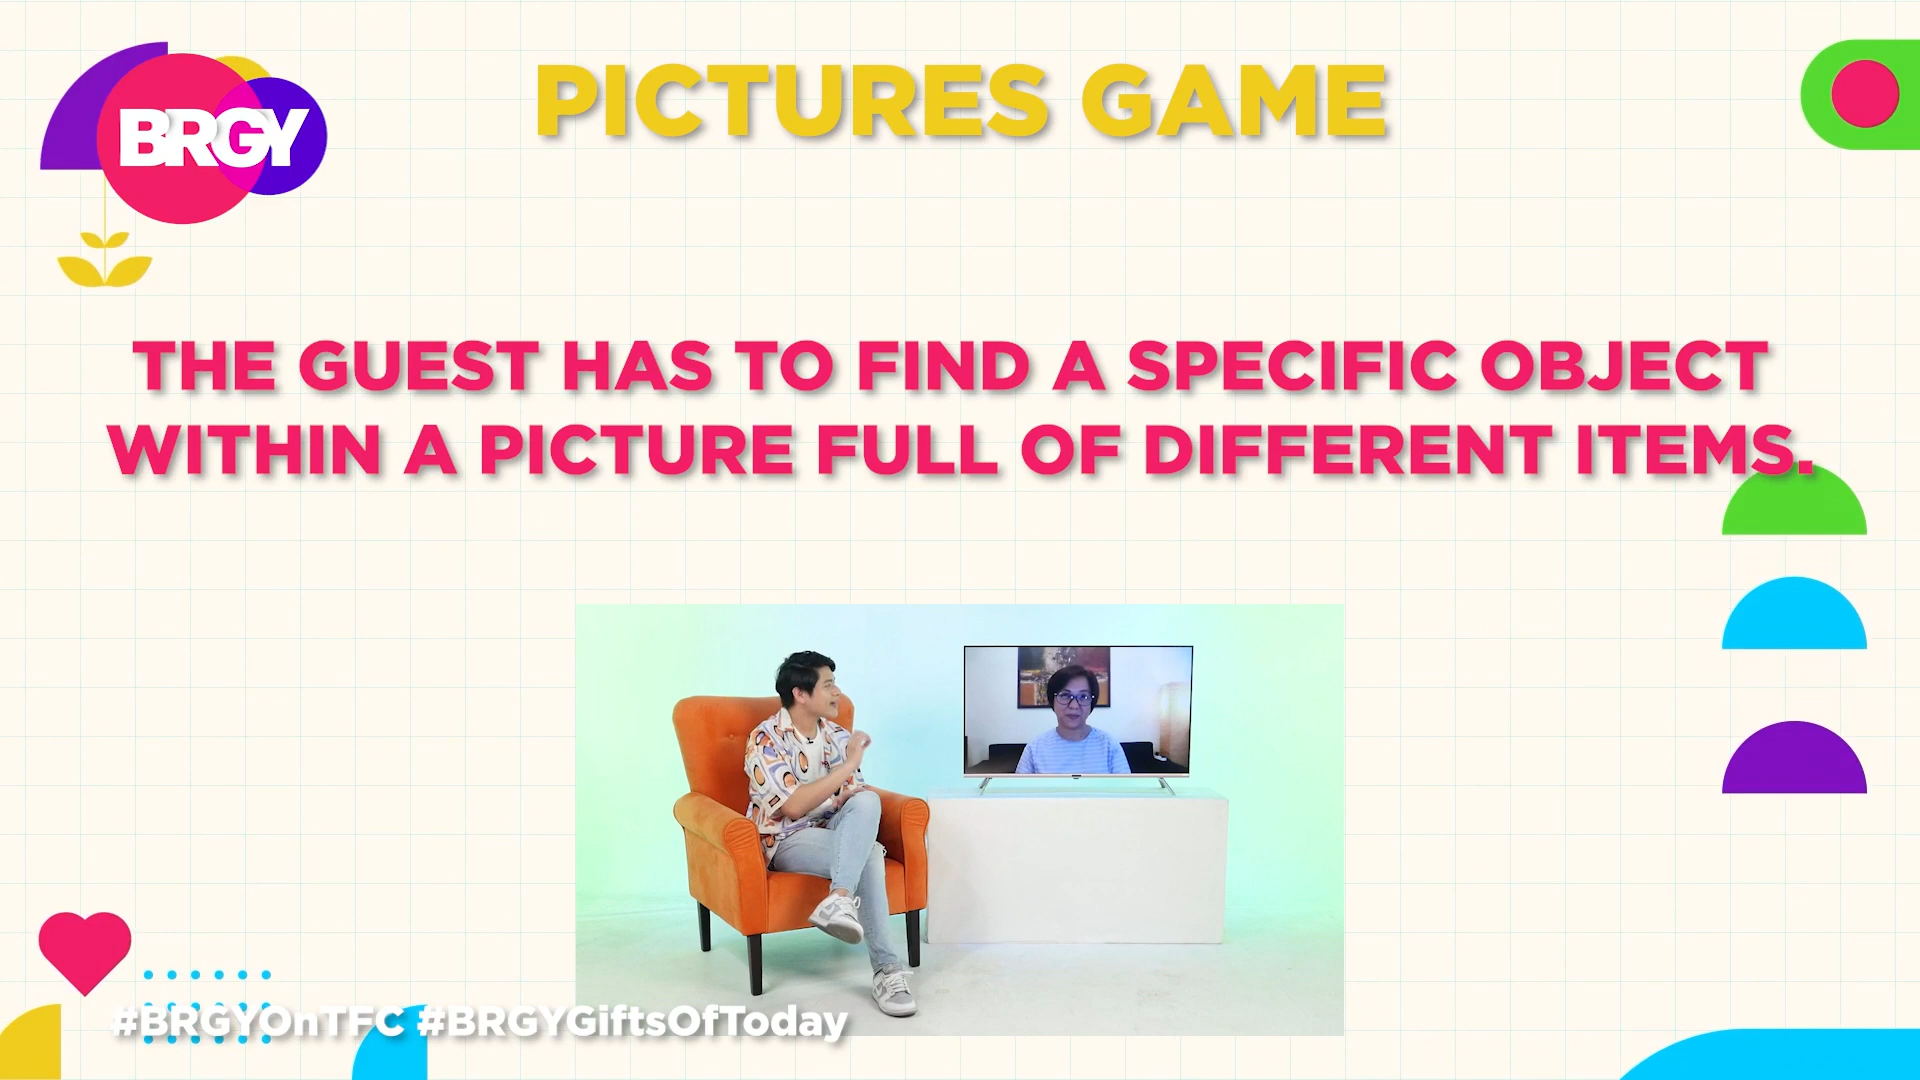 BRGY
PICTURES GAME
THE GUEST HAS TO FIND A SPECIFIC OBJECT
WITHIN A PICTURE FULL OF DIFFERENT ITEMS.
#BRGYOnTFC #BRGYGiftsOfToday